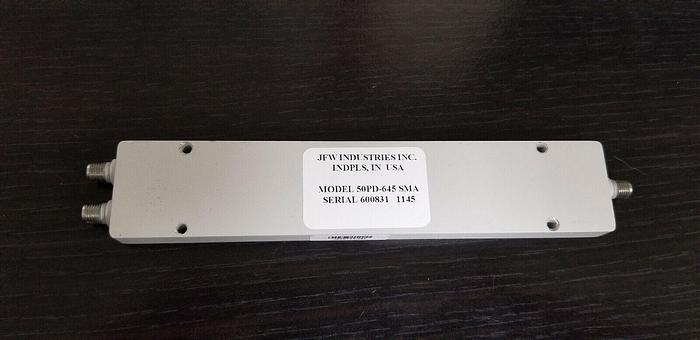 JFW INDUSTRIES INC.
INDPLS, IN USA
MODEL 50PD-645 SMA
SERIAL 600831 1145